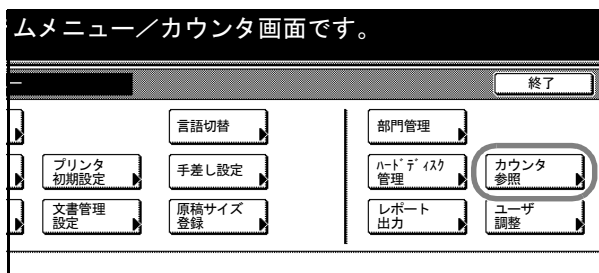 ムメニュー／カウンタ画面です。
ー
終了
言語切替
部門管理
プリンタ
初期設定
手差し設定
ﾊｰﾄﾞﾃﾞｨｽｸ
管理
カウンタ
参照
文書管理
設定
原稿サイズ
登録
レポート
出力
ユーザ
調整